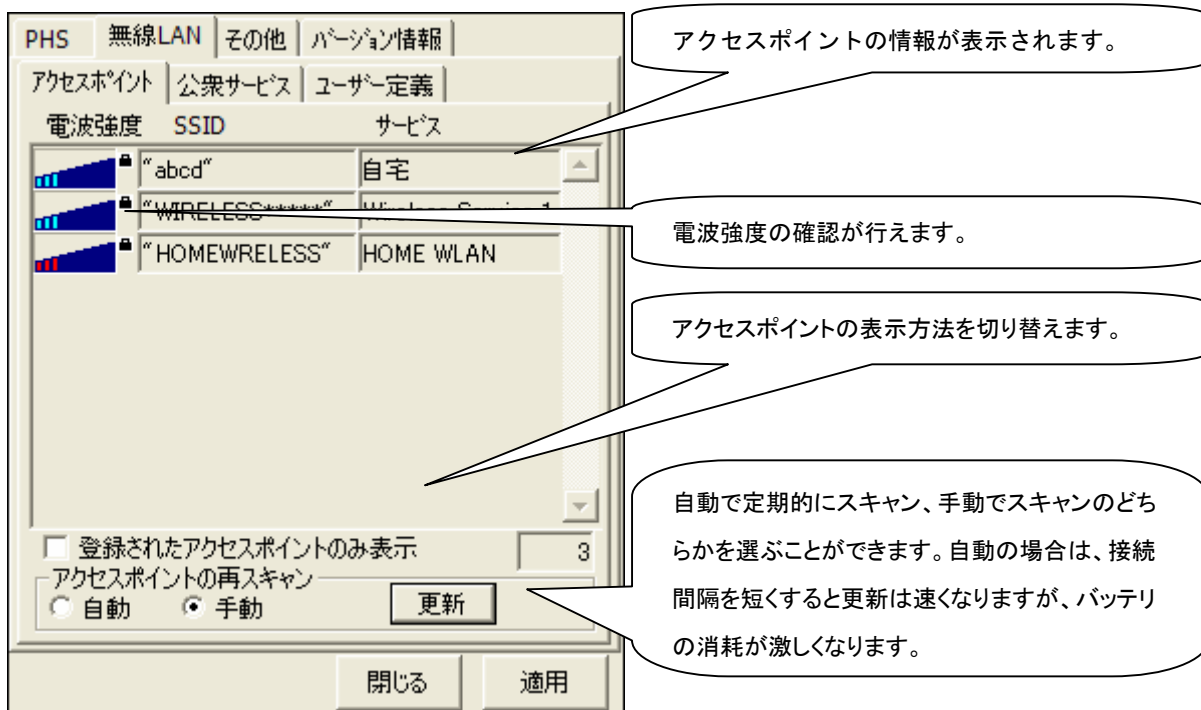 PHS 無線LAN その他 バージョン情報
アクセスポイント 公衆サービス ユーザー定義
電波強度 SSID サービス
“abcd“ 自宅
“WIRELESS*****“
“HOMEWRELESS“ HOME WLAN
登録されたアクセスポイントのみ表示 3
アクセスポイントの再スキャン
自動 手動 更新
閉じる 適用
アクセスポイントの情報が表示されます。
電波強度の確認が行えます。
アクセスポイントの表示方法を切り替えます。
自動で定期的にスキャン、手動でスキャンのどち
らかを選ぶことができます。自動の場合は、接続
間隔を短くすると更新は速くなりますが、バッテリ
の消耗が激しくなります。